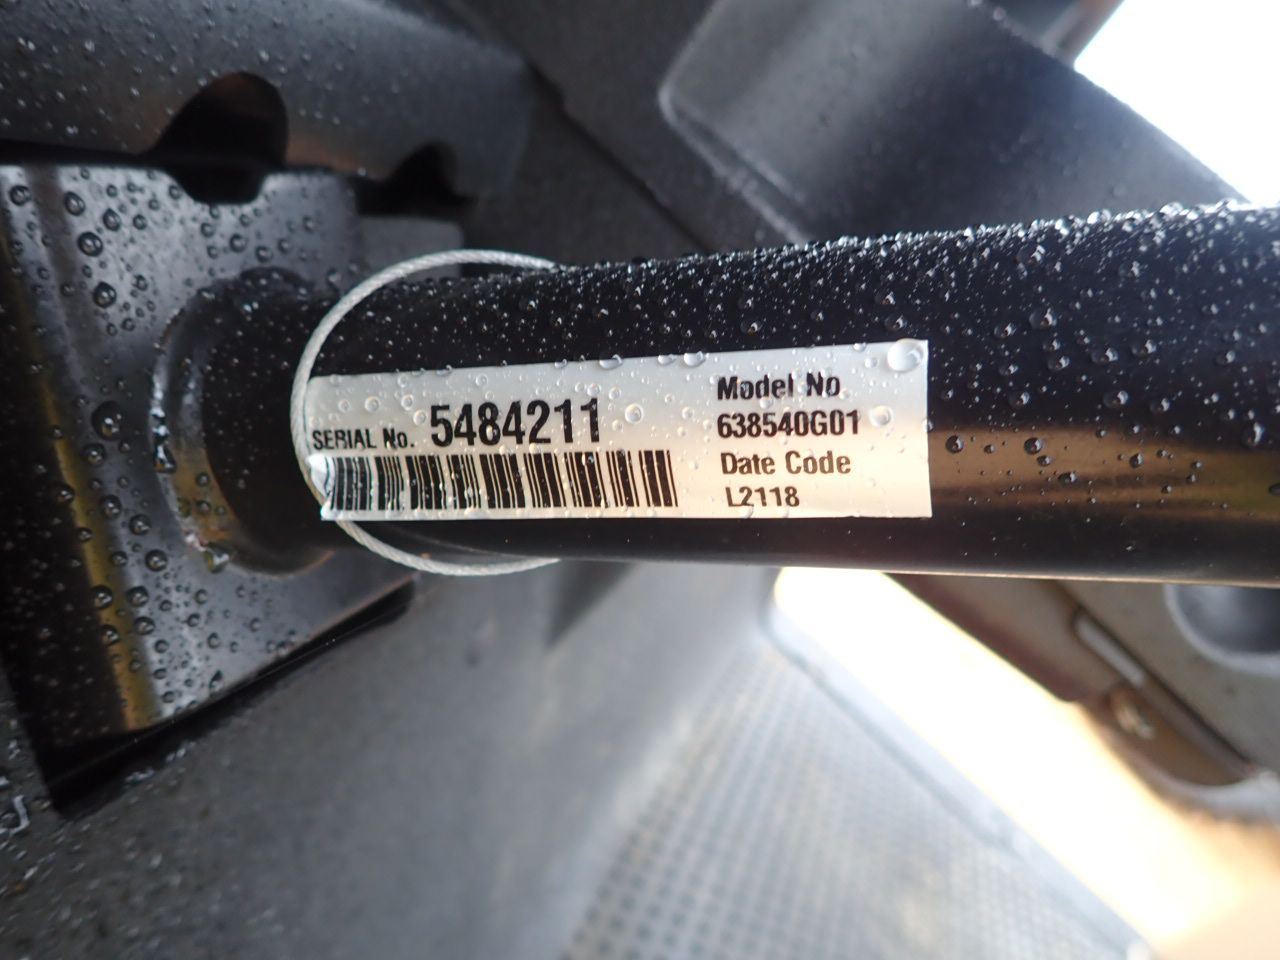 SERIAL No. 5484211
Model No
638540G01
Date Code
L2118